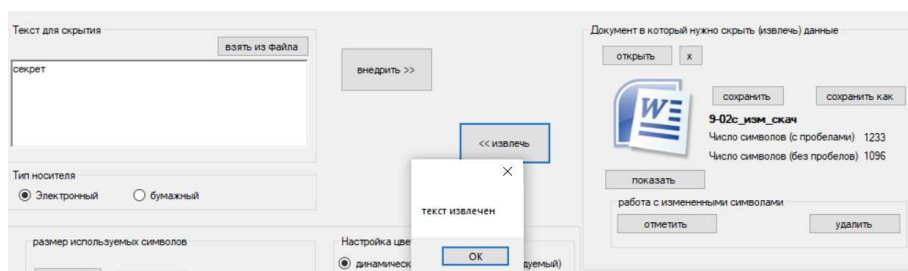 Текст для скрытия
взять из файла
секрет
внедрить >>
<< извлечь
Тип носителя
Электронный
бумажный
текст извлечен
OK
размер используемых символов
Настройка цве
динамическ
дуемый)
Документ в который нужно скрыть (извлечь) данные
открыть
x
W
сохранить
сохранить как
9-02с_изм_скач
Число символов (с пробелами) 1233
Число символов (без пробелов) 1096
показать
работа с измененными символами
отметить
удалить